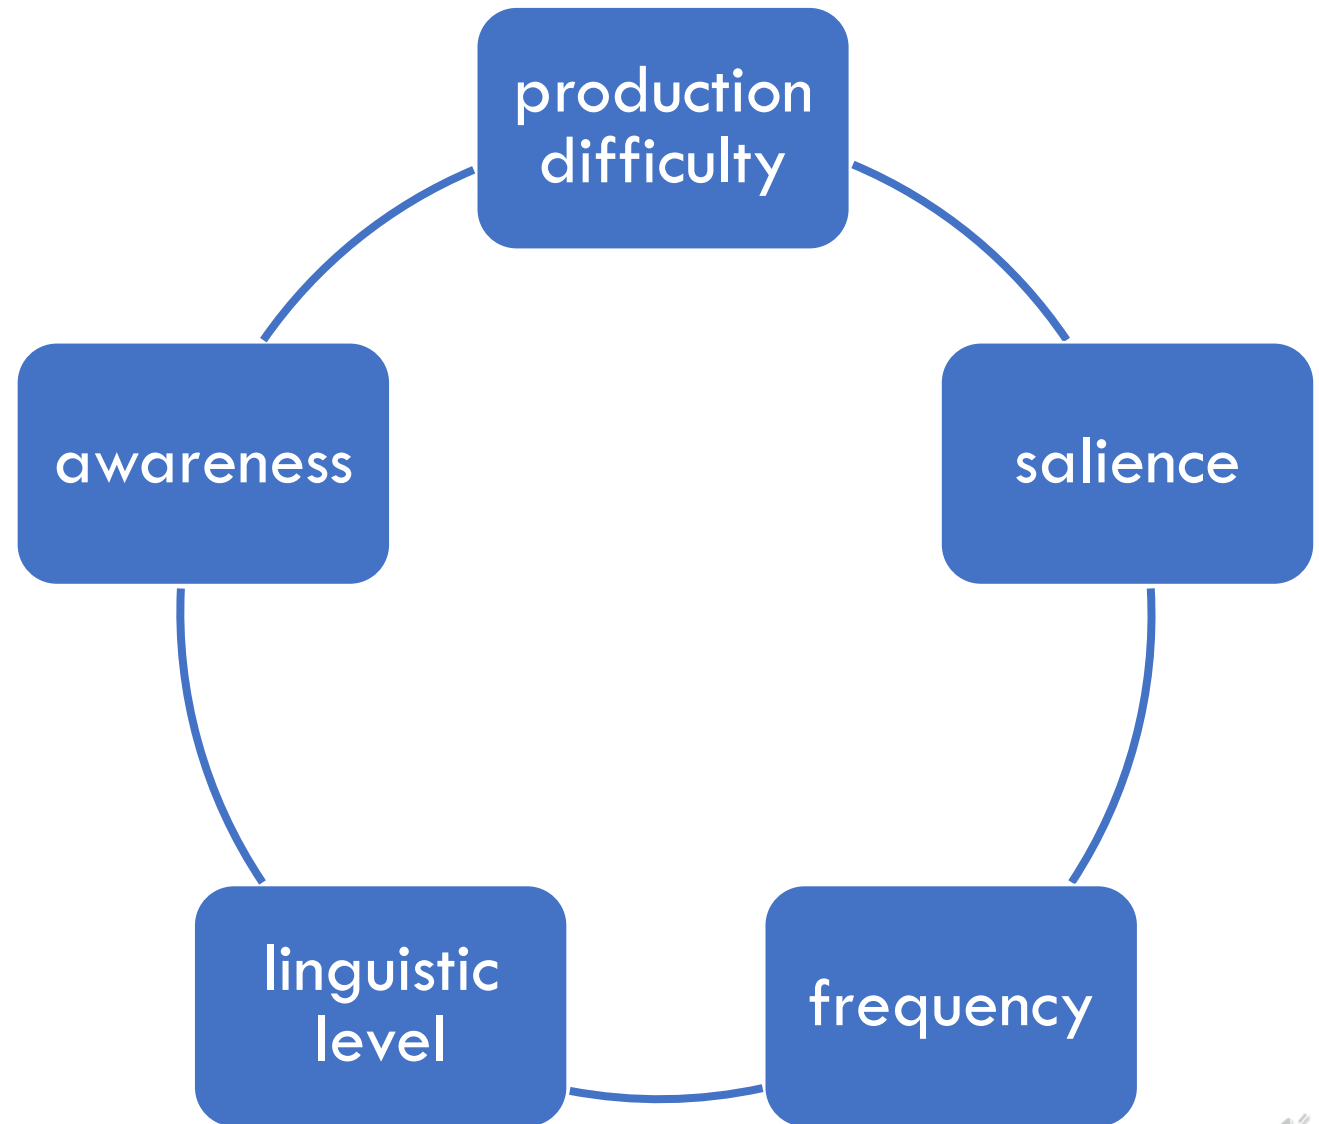 production
difficulty
awareness
salience
linguistic
level
frequency